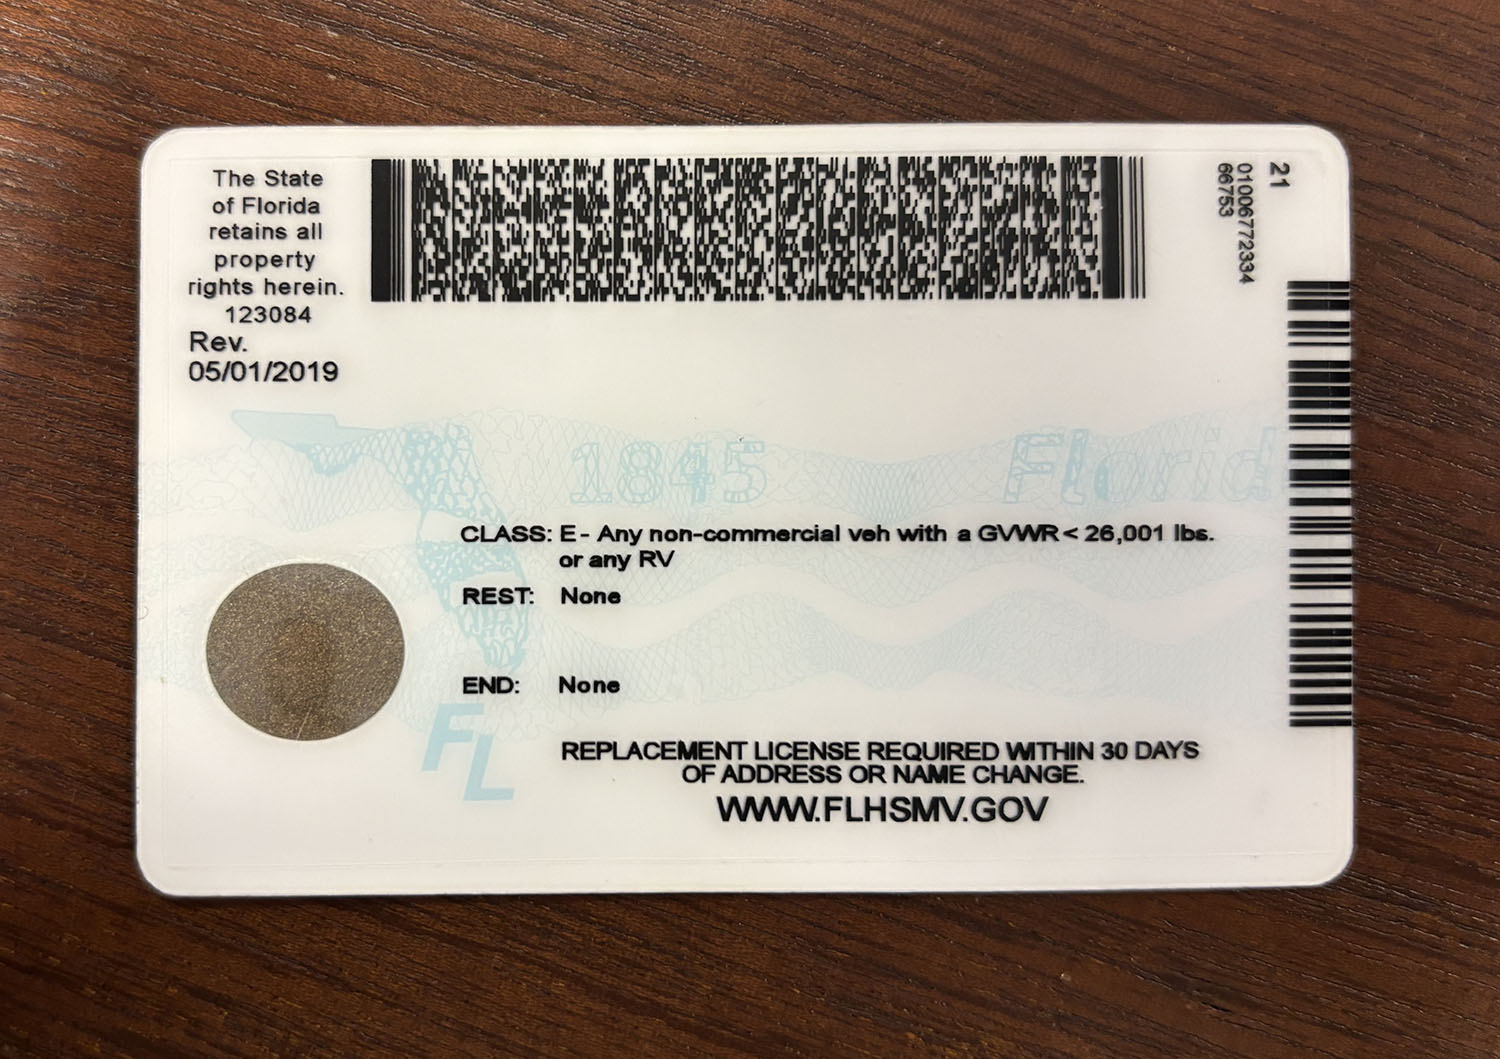 The State
of Florida
retains all
property
rights herein.
123084
Rev.
05/01/2019
21
01006772334
66753
1845
Florid
CLASS: E - Any non-commercial veh with a GVWR < 26,001 lbs.
or any RV
REST: None
END: None
FL
REPLACEMENT LICENSE REQUIRED WITHIN 30 DAYS
OF ADDRESS OR NAME CHANGE.
WWW.FLHSMV.GOV